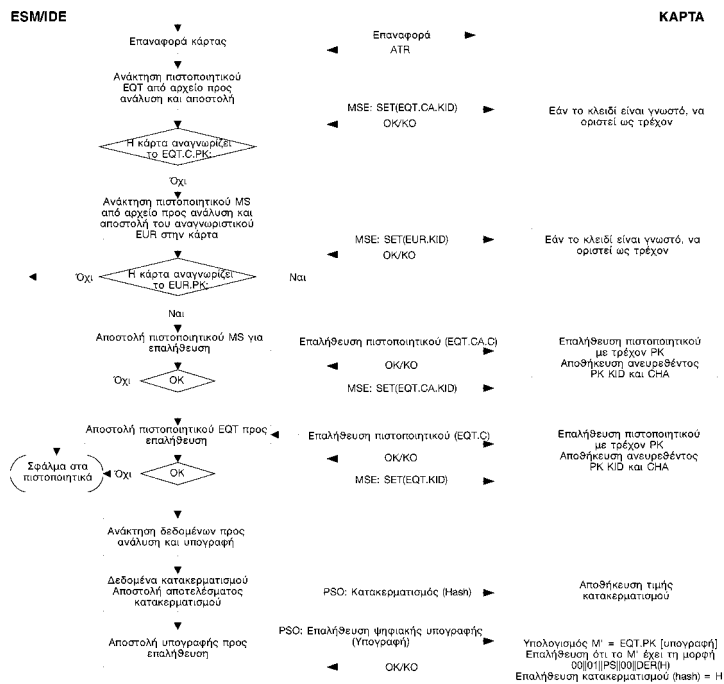 ESM/IDE
ΚΑΡΤΑ
Επαναφορά κάρτας
Επαναφορά
ATR
Ανάκτηση πιστοποιητικού
EQT από αρχείο προς
ανάλυση και αποστολή
MSE: SET(EQT.CA.KID)
OK/KO
Εάν το κλειδί είναι γνωστό, να
οριστεί ως τρέχον
Η κάρτα αναγνωρίζει
το EQT.C.PK;
Όχι
Ανάκτηση πιστοποιητικού MS
από αρχείο προς ανάλυση και
αποστολή του αναγνωριστικού
EUR στην κάρτα
MSE: SET(EUR.KID)
OK/KO
Εάν το κλειδί είναι γνωστό, να
οριστεί ως τρέχον
Όχι
Η κάρτα αναγνωρίζει
το EUR.PK;
Ναι
Ναι
Αποστολή πιστοποιητικού MS για
επαλήθευση
Επαλήθευση πιστοποιητικού (EQT.CA.C)
OK/KO
MSE: SET(EQT.CA.KID)
Επαλήθευση πιστοποιητικού
με τρέχον PK
Αποθήκευση ανευρεθέντος
PK KID και CHA
Όχι
OK
Αποστολή πιστοποιητικού EQT προς
επαλήθευση
Επαλήθευση πιστοποιητικού (EQT.C)
OK/KO
MSE: SET(EQT.KID)
Επαλήθευση πιστοποιητικού
με τρέχον PK
Αποθήκευση ανευρεθέντος
PK KID και CHA
Σφάλμα στα
πιστοποιητικά
Όχι
OK
Ανάκτηση δεδομένων προς
ανάλυση και υπογραφή
Δεδομένα κατακερματισμού
Αποστολή αποτελέσματος
κατακερματισμού
PSO: Κατακερματισμός (Hash)
Αποθήκευση τιμής
κατακερματισμού
Αποστολή υπογραφής προς
επαλήθευση
PSO: Επαλήθευση ψηφιακής υπογραφής
(Υπογραφή)
OK/KO
Υπολογισμός M' = EQT.PK [υπογραφή]
Επαλήθευση ότι το M' έχει τη μορφή
00||01||PS||00||DER(H)
Επαλήθευση κατακερματισμού (hash) = H